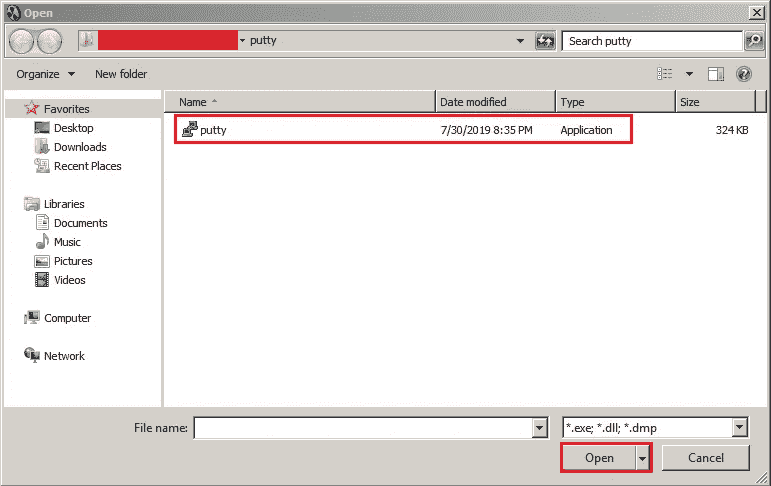 Open
putty
Search putty
Organize
New folder
Name
Date modified
Type
Size
Favorites
Desktop
Downloads
Recent Places
Libraries
Documents
Music
Pictures
Videos
Computer
Network
putty 7/30/2019 8:35 PM Application 324 KB
File name:
*.exe; *.dll; *.dmp
Open
Cancel